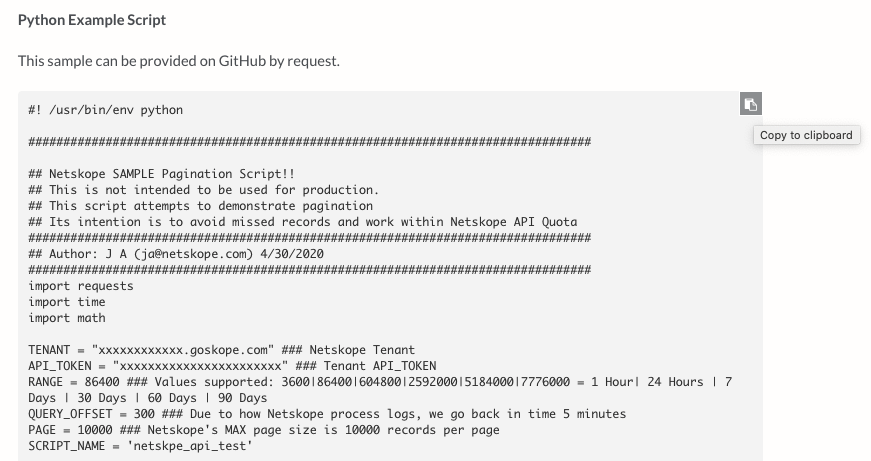 Python Example Script
This sample can be provided on GitHub by request.
#! /usr/bin/env python
################################################################################
## Netskope SAMPLE Pagination Script!!
## This is not intended to be used for production.
## This script attempts to demonstrate pagination
## Its intention is to avoid missed records and work within Netskope API Quota
################################################################################
## Author: J A (ja@netskope.com) 4/30/2020
################################################################################
import requests
import time
import math
TENANT = "xxxxxxxxxxxx.goskope.com" ### Netskope Tenant
API_TOKEN = "xxxxxxxxxxxxxxxxxxxxxxx" ### Tenant API_TOKEN
RANGE = 86400 ### Values supported: 3600|86400|604800|2592000|5184000|7776000 = 1 Hour| 24 Hours | 7
Days | 30 Days | 60 Days | 90 Days
QUERY_OFFSET = 300 ### Due to how Netskope process logs, we go back in time 5 minutes
PAGE = 10000 ### Netskope's MAX page size is 10000 records per page
SCRIPT_NAME = 'netskpe_api_test'
Copy to clipboard